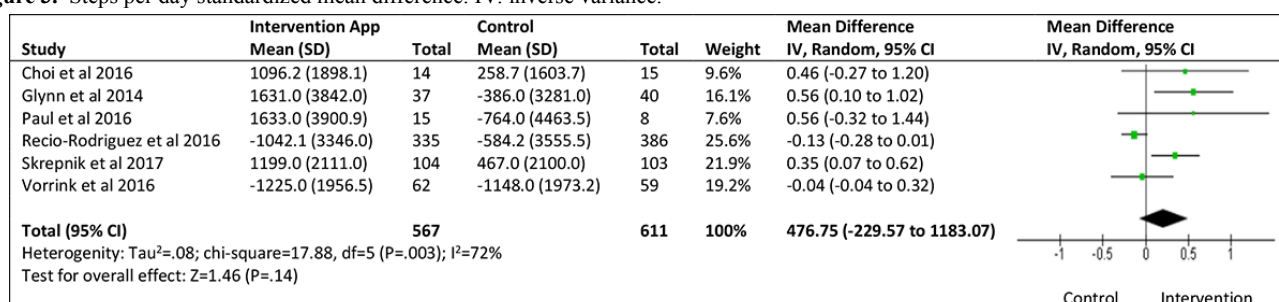 Figure 3. Steps per day standardized mean difference. IV: inverse variance.
Intervention App Control Mean Difference Mean Difference
Study Mean (SD) Total Mean (SD) Total Weight IV, Random, 95% CI IV, Random, 95% CI
Choi et al 2016 1096.2 (1898.1) 14 258.7 (1603.7) 15 9.6% 0.46 (-0.27 to 1.20)
Glynn et al 2014 1631.0 (3842.0) 37 -386.0 (3281.0) 40 16.1% 0.56 (0.10 to 1.02)
Paul et al 2016 1633.0 (3900.9) 15 -764.0 (4463.5) 8 7.6% 0.56 (-0.32 to 1.44)
Recio-Rodriguez et al 2016 -1042.1 (3346.0) 335 -584.2 (3555.5) 386 25.6% -0.13 (-0.28 to 0.01)
Skrepnik et al 2017 1199.0 (2111.0) 104 467.0 (2100.0) 103 21.9% 0.35 (0.07 to 0.62)
Vorrink et al 2016 -1225.0 (1956.5) 62 -1148.0 (1973.2) 59 19.2% -0.04 (-0.04 to 0.32)
Total (95% CI) 567 611 100% 476.75 (-229.57 to 1183.07)
Heterogenity: Tau²=.08; chi-square=17.88, df=5 (P=.003); I²=72%
-1 -0.5 0 0.5 1
Test for overall effect: Z=1.46 (P=.14)
Control Intervention